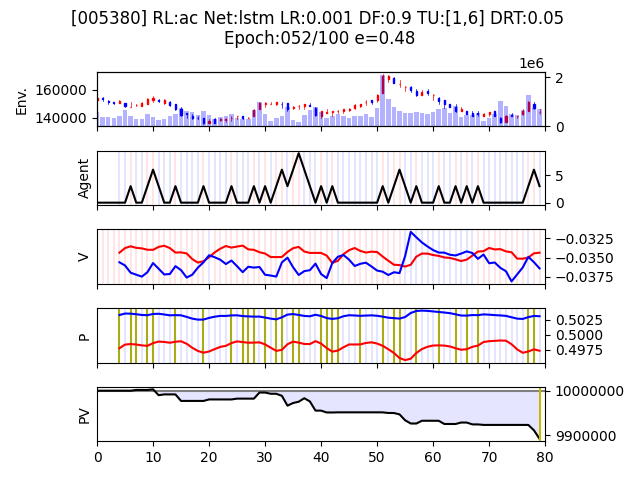 [005380] RL:ac Net:lstm LR:0.001 DF:0.9 TU:[1,6] DRT:0.05
Epoch:052/100 e=0.48
1e6
Env.
160000
140000
2
0
Agent
5
0
V
−0.0325
−0.0350
−0.0375
P
0.5025
0.5000
0.4975
PV
10000000
9900000
0 10 20 30 40 50 60 70 80